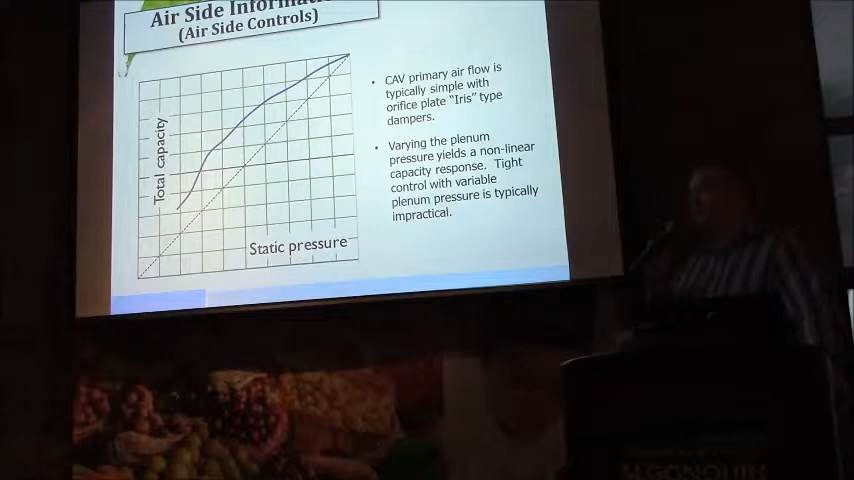 Air Side
(Air Side Controls)
Total capacity
Static pressure
• CAV primary air flow is
typically simple with
orifice plate “Iris” type
dampers.
• Varying the plenum
pressure yields a non-linear
capacity response. Tight
control with variable
plenum pressure is typically
impractical.
ALGONQUIN